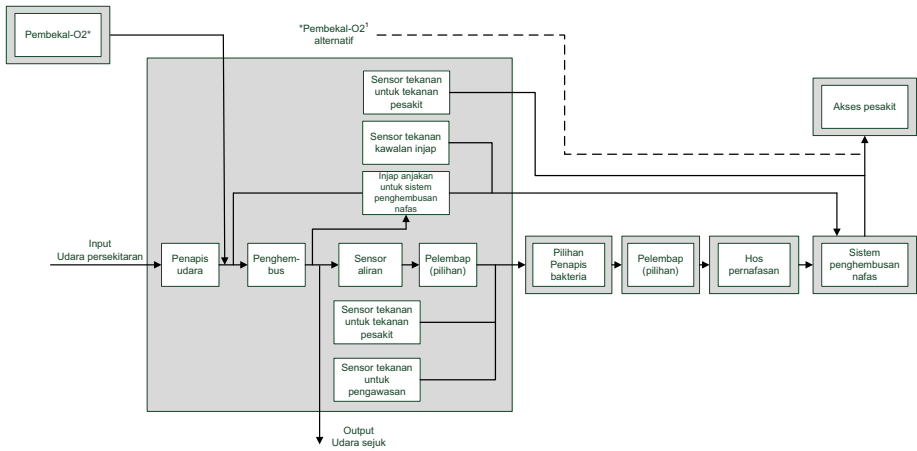 Pembekal-O2*
*Pembekal-O2¹
alternatif
Sensor tekanan
untuk tekanan
pesakit
Akses pesakit
Sensor tekanan
kawalan injap
Injap anjakan
untuk sistem
penghembusan
nafas
Input
Udara persekitaran
Penapis
udara
Penghem-
bus
Sensor
aliran
Pelembap
(pilihan)
Pilihan
Penapis
bakteria
Pelembap
(pilihan)
Hos
pernafasan
Sistem
penghembusan
nafas
Sensor tekanan
untuk tekanan
pesakit
Sensor tekanan
untuk
pengawasan
Output
Udara sejuk